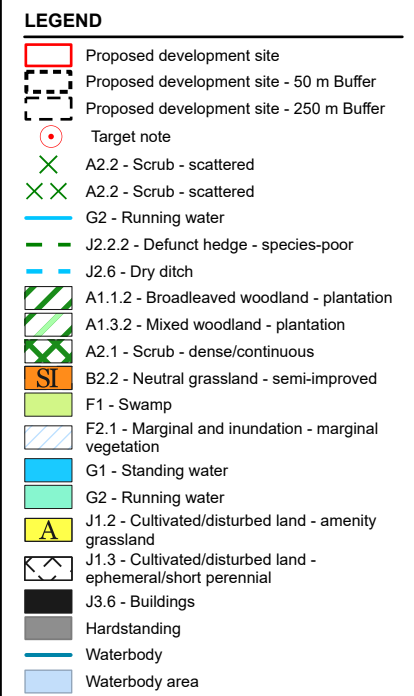 LEGEND
Proposed development site
Proposed development site - 50 m Buffer
Proposed development site - 250 m Buffer
Target note
A2.2 - Scrub - scattered
A2.2 - Scrub - scattered
G2 - Running water
J2.2.2 - Defunct hedge - species-poor
J2.6 - Dry ditch
A1.1.2 - Broadleaved woodland - plantation
A1.3.2 - Mixed woodland - plantation
A2.1 - Scrub - dense/continuous
SI B2.2 - Neutral grassland - semi-improved
F1 - Swamp
F2.1 - Marginal and inundation - marginal
vegetation
G1 - Standing water
G2 - Running water
A J1.2 - Cultivated/disturbed land - amenity
grassland
J1.3 - Cultivated/disturbed land -
ephemeral/short perennial
J3.6 - Buildings
Hardstanding
Waterbody
Waterbody area